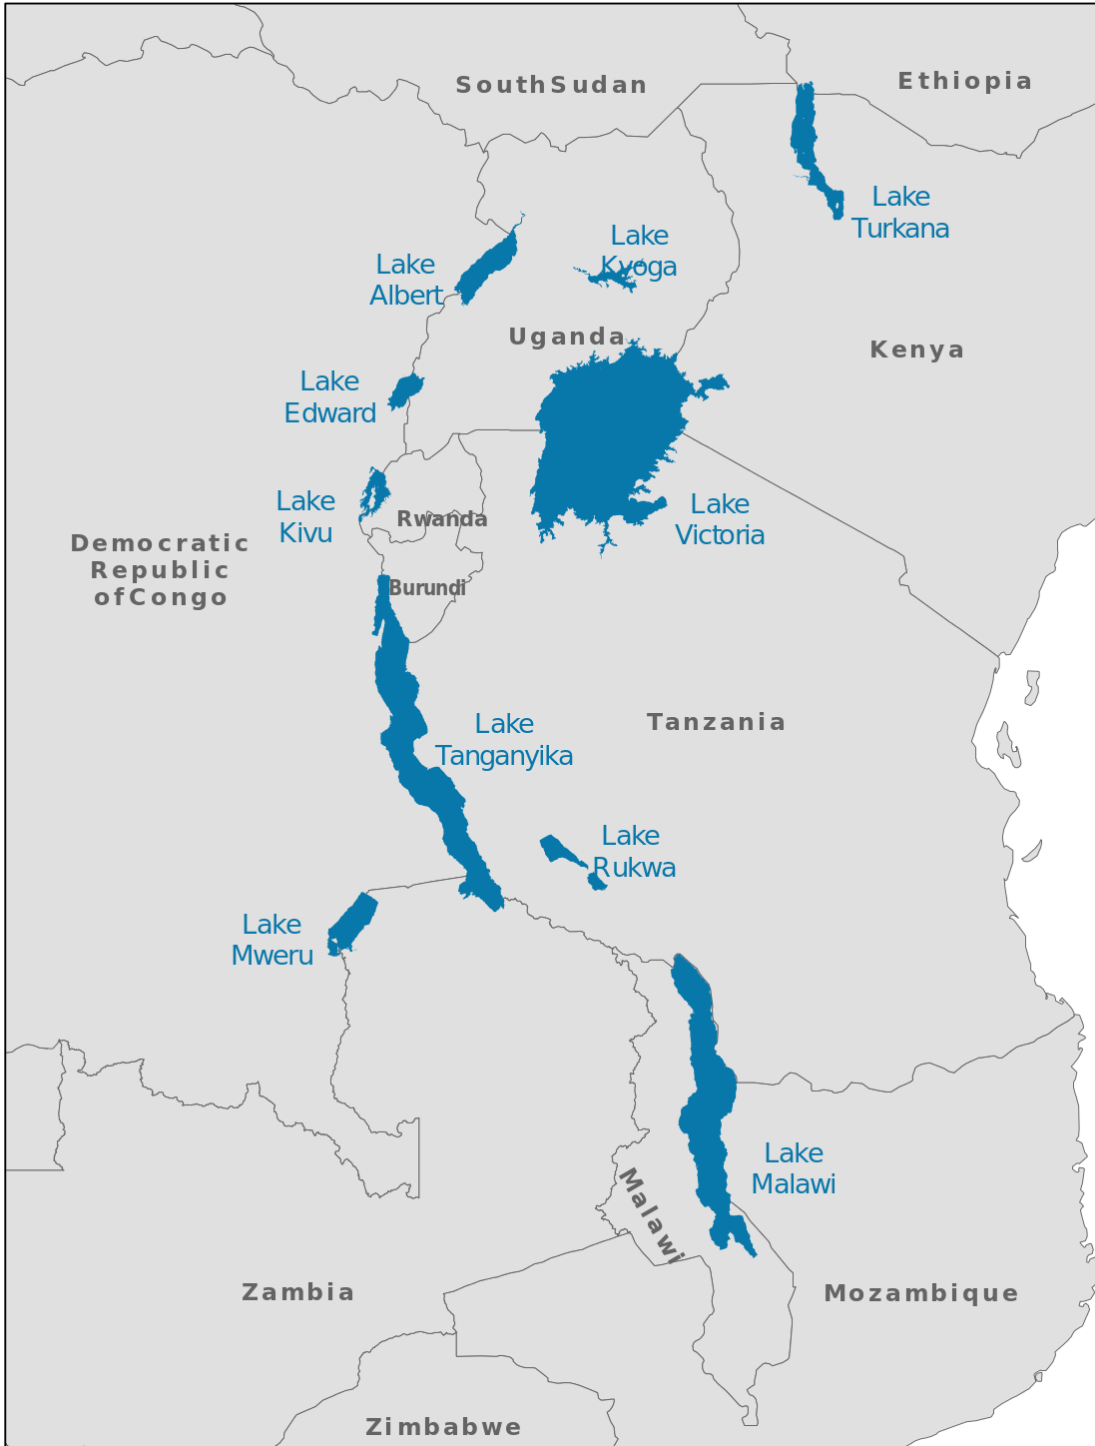 SouthSudan
Ethiopia
Lake
Turkana
Lake
Kyoga
Lake
Albert
Uganda
Kenya
Lake
Edward
Lake
Kivu
Rwanda
Lake
Victoria
Democratic
Republic
ofCongo
Burundi
Lake
Tanganyika
Tanzania
Lake
Rukwa
Lake
Mweru
Lake
Malawi
Malawi
Zambia
Mozambique
Zimbabwe